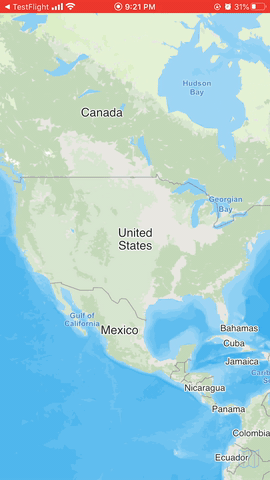 TestFlight 9:21 PM 31%
Hudson
Bay
Canada
Georgian
Bay
United
States
Gulf of
California
Mexico
Bahamas
Cuba
Jamaica
Nicaragua
Panama
Colombia
Ecuador